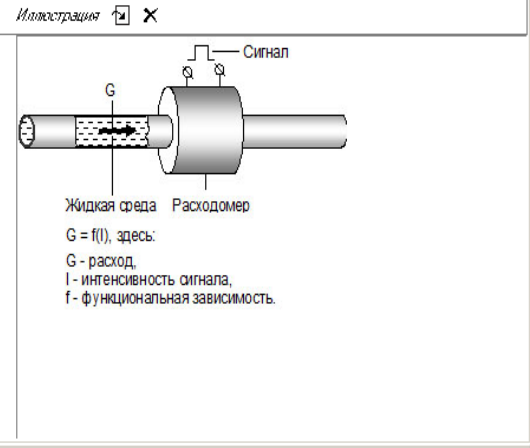 Иллюстрация
Сигнал
G
Жидкая среда Расходомер
G = f(I), здесь:
G - расход,
I - интенсивность сигнала,
f - функциональная зависимость.